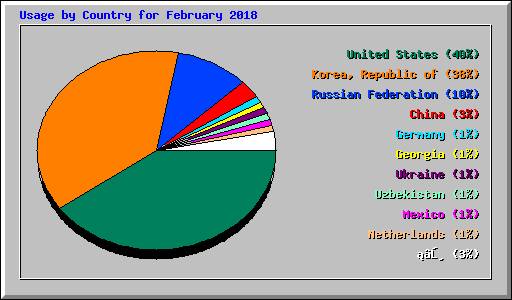 Usage by Country for February 2018
United States (40%)
Korea, Republic of (38%)
Russian Federation (10%)
China (3%)
Germany (1%)
Georgia (1%)
Ukraine (1%)
Uzbekistan (1%)
Mexico (1%)
Netherlands (1%)
(3%)